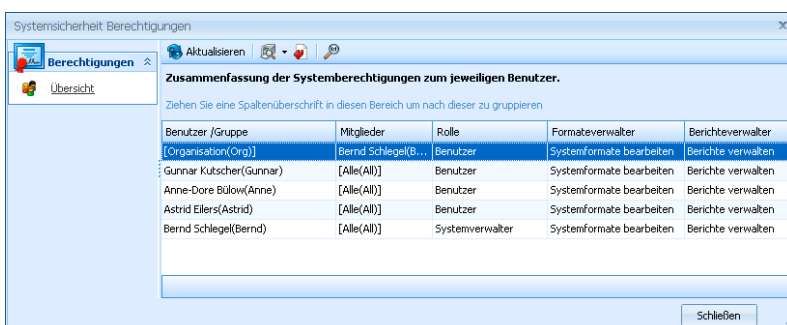 Systemsicherheit Berechtigungen
Berechtigungen
Übersicht
Aktualisieren
Zusammenfassung der Systemberechtigungen zum jeweiligen Benutzer.
Ziehen Sie eine Spaltenüberschrift in diesen Bereich um nach dieser zu gruppieren
Benutzer /Gruppe Mitglieder Rolle Formateverwalter Berichteverwalter
[Organisation(Org)] Bernd Schlegel(B... Benutzer Systemformate bearbeiten Berichte verwalten
Gunnar Kutscher(Gunnar) [Alle(All)] Benutzer Systemformate bearbeiten Berichte verwalten
Anne-Dore Bülow(Anne) [Alle(All)] Benutzer Systemformate bearbeiten Berichte verwalten
Astrid Eilers(Astrid) [Alle(All)] Benutzer Systemformate bearbeiten Berichte verwalten
Bernd Schlegel(Bernd) [Alle(All)] Systemverwalter Systemformate bearbeiten Berichte verwalten
Schließen